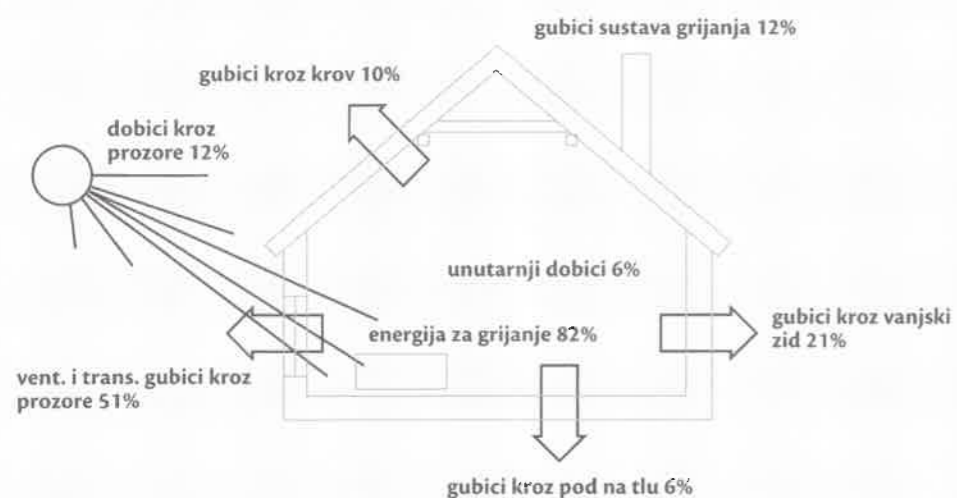 gubici sustava grijanja 12%
gubici kroz krov 10%
dobici kroz
prozore 12%
unutarnji dobici 6%
energija za grijanje 82%
gubici kroz vanjski
zid 21%
vent. i trans. gubici kroz
prozore 51%
gubici kroz pod na tlu 6%